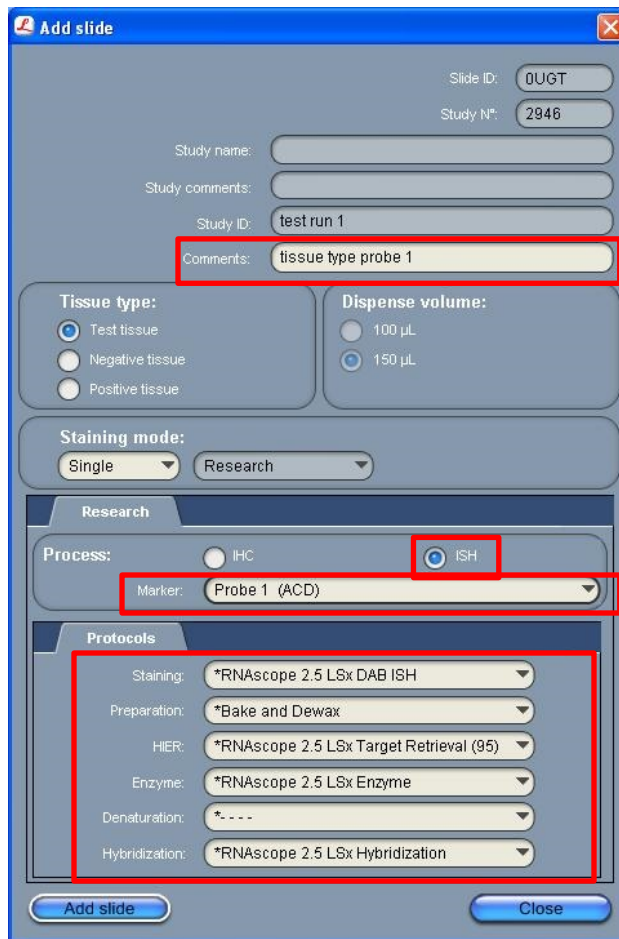 Add slide
Slide ID: 0UGT
Study N°: 2946
Study name:
Study comments:
Study ID: test run 1
Comments: tissue type probe 1
Tissue type:
Test tissue
Negative tissue
Positive tissue
Dispense volume:
100 µL
150 µL
Staining mode:
Single Research
Research
Process: IHC ISH
Marker: Probe 1 (ACD)
Protocols
Staining: *RNAscope 2.5 LSx DAB ISH
Preparation: *Bake and Dewax
HIER: *RNAscope 2.5 LSx Target Retrieval (95)
Enzyme: *RNAscope 2.5 LSx Enzyme
Denaturation: *- - - -
Hybridization: *RNAscope 2.5 LSx Hybridization
Add slide Close